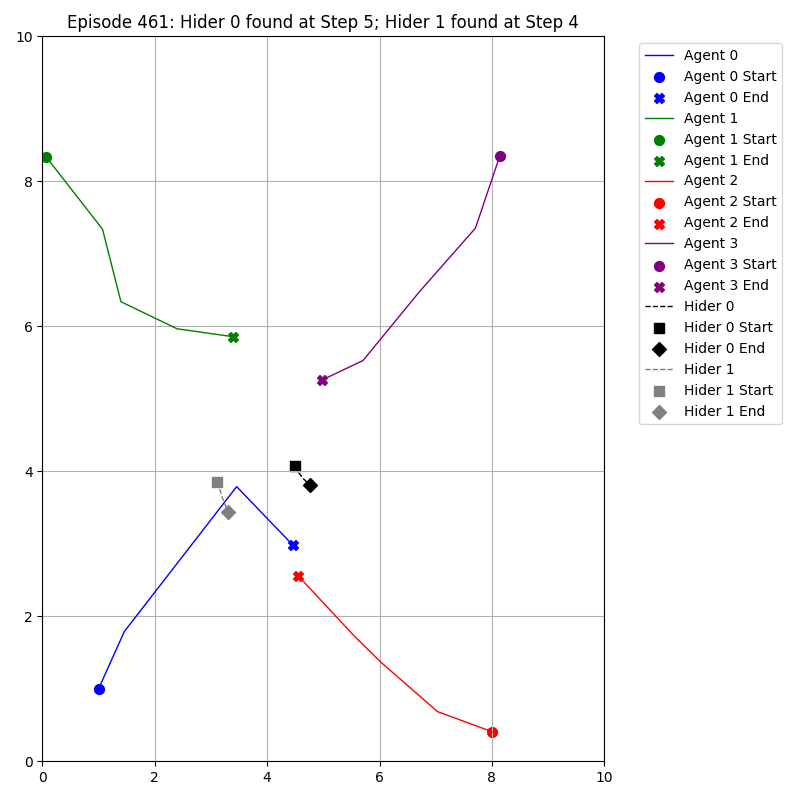 Episode 461: Hider 0 found at Step 5; Hider 1 found at Step 4
10
8
6
4
2
0
0 2 4 6 8 10
Agent 0
Agent 0 Start
Agent 0 End
Agent 1
Agent 1 Start
Agent 1 End
Agent 2
Agent 2 Start
Agent 2 End
Agent 3
Agent 3 Start
Agent 3 End
Hider 0
Hider 0 Start
Hider 0 End
Hider 1
Hider 1 Start
Hider 1 End